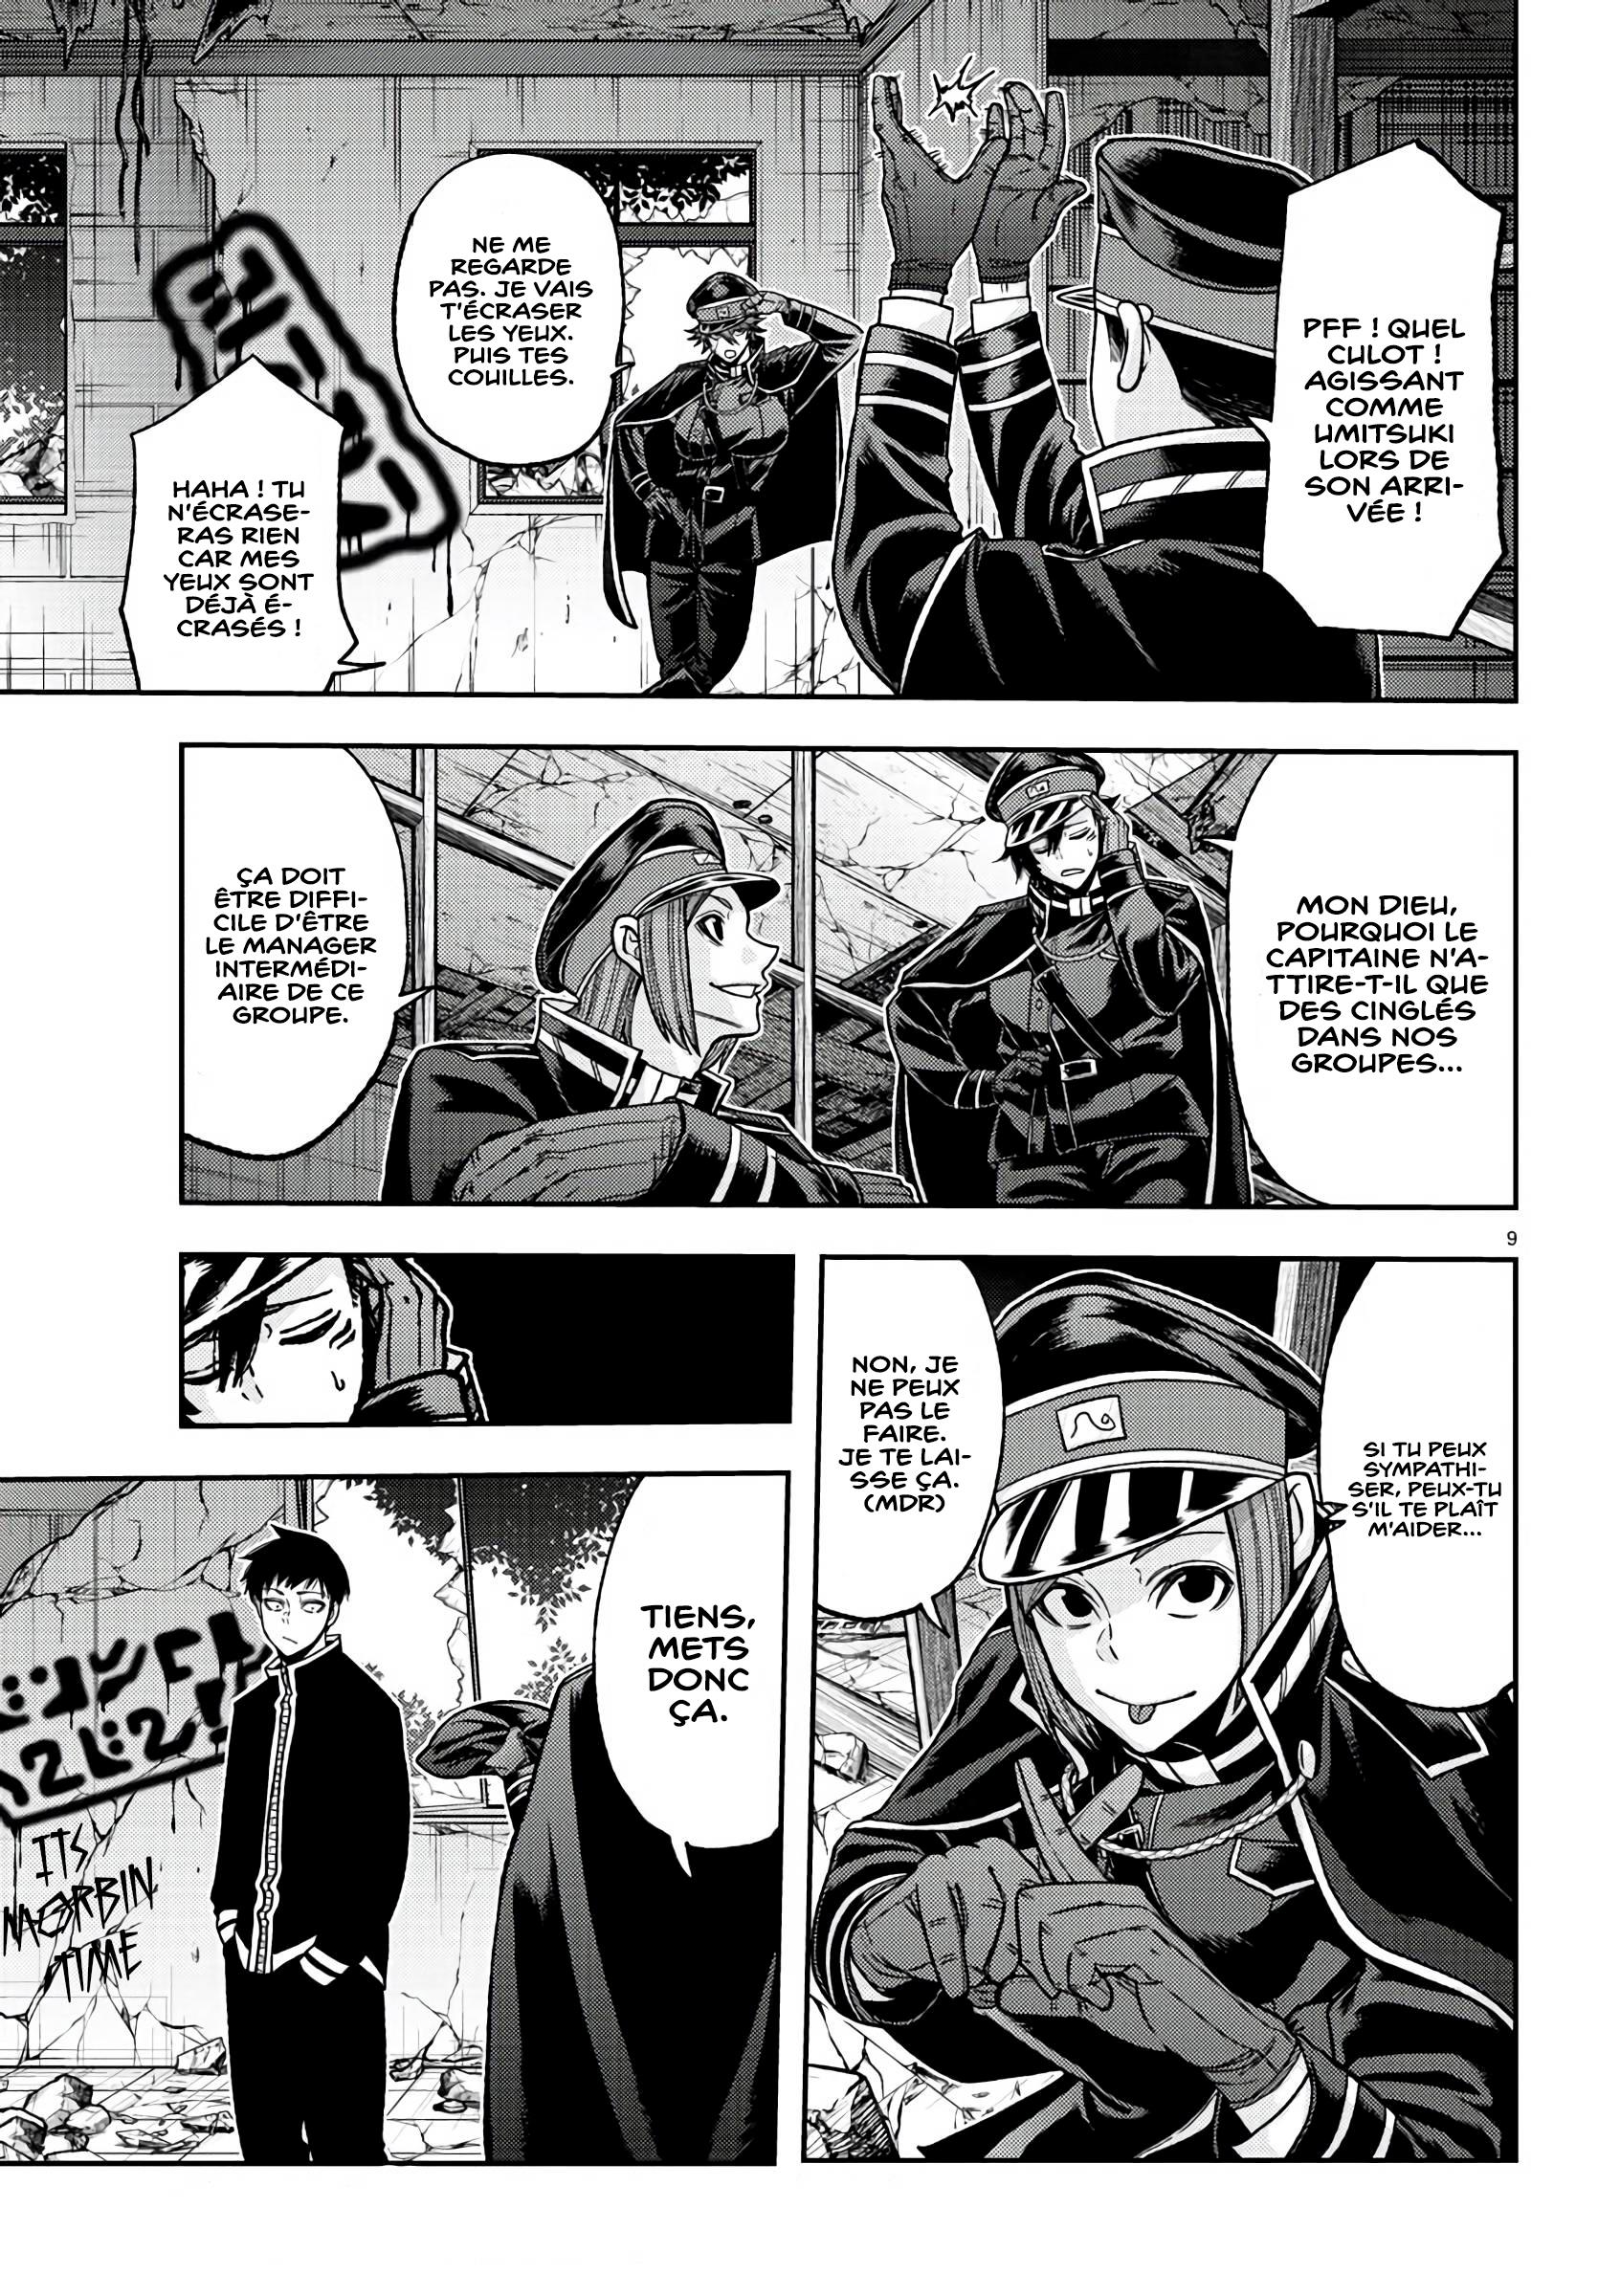 PFF ! QUEL
CULOT !
AGISSANT
COMME
UMITSUKI
LORS DE
SON ARRI-
VÉE !
NE ME
REGARDE
PAS. JE VAIS
T'ÉCRASER
LES YEUX.
PUIS TES
COUILLES.
HAHA ! TU
N'ÉCRASE-
RAS RIEN
CAR MES
YEUX SONT
DÉJÀ É-
CRASÉS !
MON DIEU,
POURQUOI LE
CAPITAINE N'A-
TTIRE-T-IL QUE
DES CINGLÉS
DANS NOS
GROUPES...
ÇA DOIT
ÊTRE DIFFI-
CILE D'ÊTRE
LE MANAGER
INTERMÉDI-
AIRE DE CE
GROUPE.
9
SI TU PEUX
SYMPATHI-
SER, PEUX-TU
S'IL TE PLAÎT
M'AIDER...
NON, JE
NE PEUX
PAS LE
FAIRE.
JE TE LAI-
SSE ÇA.
(MDR)
TIENS,
METS
DONC
ÇA.
ITS
MAORBIN
TIME